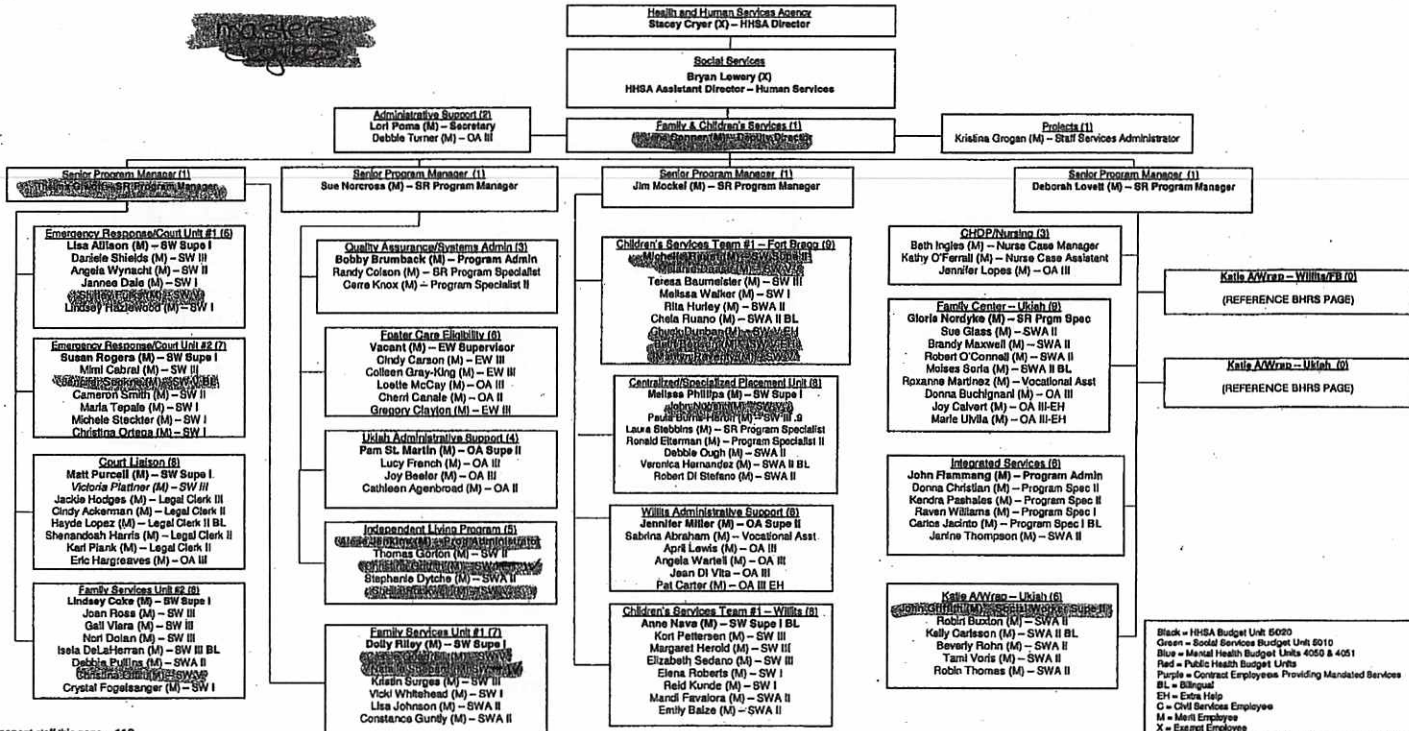 masters
degrees
Health and Human Services Agency
Stacey Cryer (X) – HHSA Director
Social Services
Bryan Lowery (X)
HHSA Assistant Director – Human Services
Administrative Support (2)
Lori Poma (M) – Secretary
Debbie Turner (M) – OA III
Family & Children's Services (1)
(M) – Deputy Director
Projects (1)
Kristina Grogan (M) – Staff Services Administrator
Senior Program Manager (1)
– SR Program Manager
Senior Program Manager (1)
Sue Norcross (M) – SR Program Manager
Senior Program Manager (1)
Jim Mockel (M) – SR Program Manager
Senior Program Manager (1)
Deborah Lovett (M) – SR Program Manager
Emergency Response/Court Unit #1 (6)
Lisa Allison (M) – SW Supe I
Daniele Shields (M) – SW III
Angela Wynacht (M) – SW II
Jannee Dale (M) – SW I
Lindsey Hazlewood (M) – SW I
Emergency Response/Court Unit #2 (7)
Susan Rogers (M) – SW Supe I
Mimi Cabral (M) – SW III
Cameron Smith (M) – SW II
Maria Tepale (M) – SW I
Michele Steckter (M) – SW I
Christina Ortega (M) – SW I
Court Liaison (8)
Matt Purcell (M) – SW Supe I
Victoria Plattner (M) – SW III
Jackie Hodges (M) – Legal Clerk III
Cindy Ackerman (M) – Legal Clerk II
Hayde Lopez (M) – Legal Clerk II BL
Shenandoah Harris (M) – Legal Clerk II
Karl Plank (M) – Legal Clerk II
Eric Hargreaves (M) – OA III
Family Services Unit #2 (8)
Lindsey Coke (M) – SW Supe I
Joan Ross (M) – SW III
Gail Viara (M) – SW III
Nori Dolan (M) – SW III
Isela DeLaHerran (M) – SW III BL
Debbie Pullins (M) – SWA II
Crystal Fogelsanger (M) – SW I
Quality Assurance/Systems Admin (3)
Bobby Brumback (M) – Program Admin
Randy Colson (M) – SR Program Specialist
Cerre Knox (M) – Program Specialist II
Foster Care Eligibility (6)
Vacant (M) – EW Supervisor
Cindy Carson (M) – EW III
Colleen Gray-King (M) – EW III
Loette McCay (M) – OA III
Cherri Canale (M) – OA II
Gregory Clayton (M) – EW III
Ukiah Administrative Support (4)
Pam St. Martin (M) – OA Supe II
Lucy French (M) – OA III
Joy Beeler (M) – OA III
Cathleen Agenbroad (M) – OA II
Independent Living Program (5)
Thomas Gorton (M) – SW II
Stephanie Dytche (M) – SWA II
Family Services Unit #1 (7)
Dolly Riley (M) – SW Supe I
Kristin Surges (M) – SW III
Vicki Whitehead (M) – SW I
Lisa Johnson (M) – SWA II
Constance Guntly (M) – SWA II
Children's Services Team #1 – Fort Bragg (9)
Teresa Baumeister (M) – SW III
Melissa Walker (M) – SW I
Rita Hurley (M) – SWA II
Chela Ruano (M) – SWA II BL
Centralized/Specialized Placement Unit (8)
Melissa Phillips (M) – SW Supe I
Laura Stebbins (M) – SR Program Specialist
Ronald Elterman (M) – Program Specialist II
Debbie Ough (M) – SWA II
Veronica Hernandez (M) – SWA II BL
Robert Di Stefano (M) – SWA II
Willits Administrative Support (6)
Jennifer Miller (M) – OA Supe II
Sabrina Abraham (M) – Vocational Asst
April Lewis (M) – OA III
Angela Wartell (M) – OA III
Jean Di Vita (M) – OA III
Pat Carter (M) – OA III EH
Children's Services Team #1 – Willits (8)
Anne Nava (M) – SW Supe I BL
Kori Pettersen (M) – SW III
Margaret Herold (M) – SW III
Elizabeth Sedano (M) – SW III
Elena Roberts (M) – SW I
Reid Kunde (M) – SW I
Mandi Favalora (M) – SWA II
Emily Baize (M) – SWA II
CHDP/Nursing (3)
Beth Ingles (M) – Nurse Case Manager
Kathy O'Ferrall (M) – Nurse Case Assistant
Jennifer Lopes (M) – OA III
Family Center – Ukiah (9)
Gloria Nordyke (M) – SR Prgm Spec
Sue Glass (M) – SWA II
Brandy Maxwell (M) – SWA II
Robert O'Connell (M) – SWA II
Moises Soria (M) – SWA II BL
Roxanne Martinez (M) – Vocational Asst
Donna Buchignani (M) – OA III
Joy Calvert (M) – OA III-EH
Marie Ulvila (M) – OA III-EH
Integrated Services (6)
John Flammang (M) – Program Admin
Donna Christian (M) – Program Spec II
Kendra Pashales (M) – Program Spec II
Raven Williams (M) – Program Spec I
Carlos Jacinto (M) – Program Spec I BL
Janine Thompson (M) – SWA II
Katie A/Wrap – Ukiah (6)
John Griffith (M) – Social Worker Supe II
Robin Buxton (M) – SWA II
Kelly Carlsson (M) – SWA II BL
Beverly Rohn (M) – SWA II
Tami Voris (M) – SWA II
Robin Thomas (M) – SWA II
Katie A/Wrap – Willits/FB (0)
(REFERENCE BHRS PAGE)
Katie A/Wrap – Ukiah (0)
(REFERENCE BHRS PAGE)
Black = HHSA Budget Unit 5020
Green = Social Services Budget Unit 5010
Blue = Mental Health Budget Units 4050 & 4051
Red = Public Health Budget Units
Purple = Contract Employees Providing Mandated Services
BL = Bilingual
EH = Extra Help
C = Civil Services Employee
M = Merit Employee
X = Exempt Employee